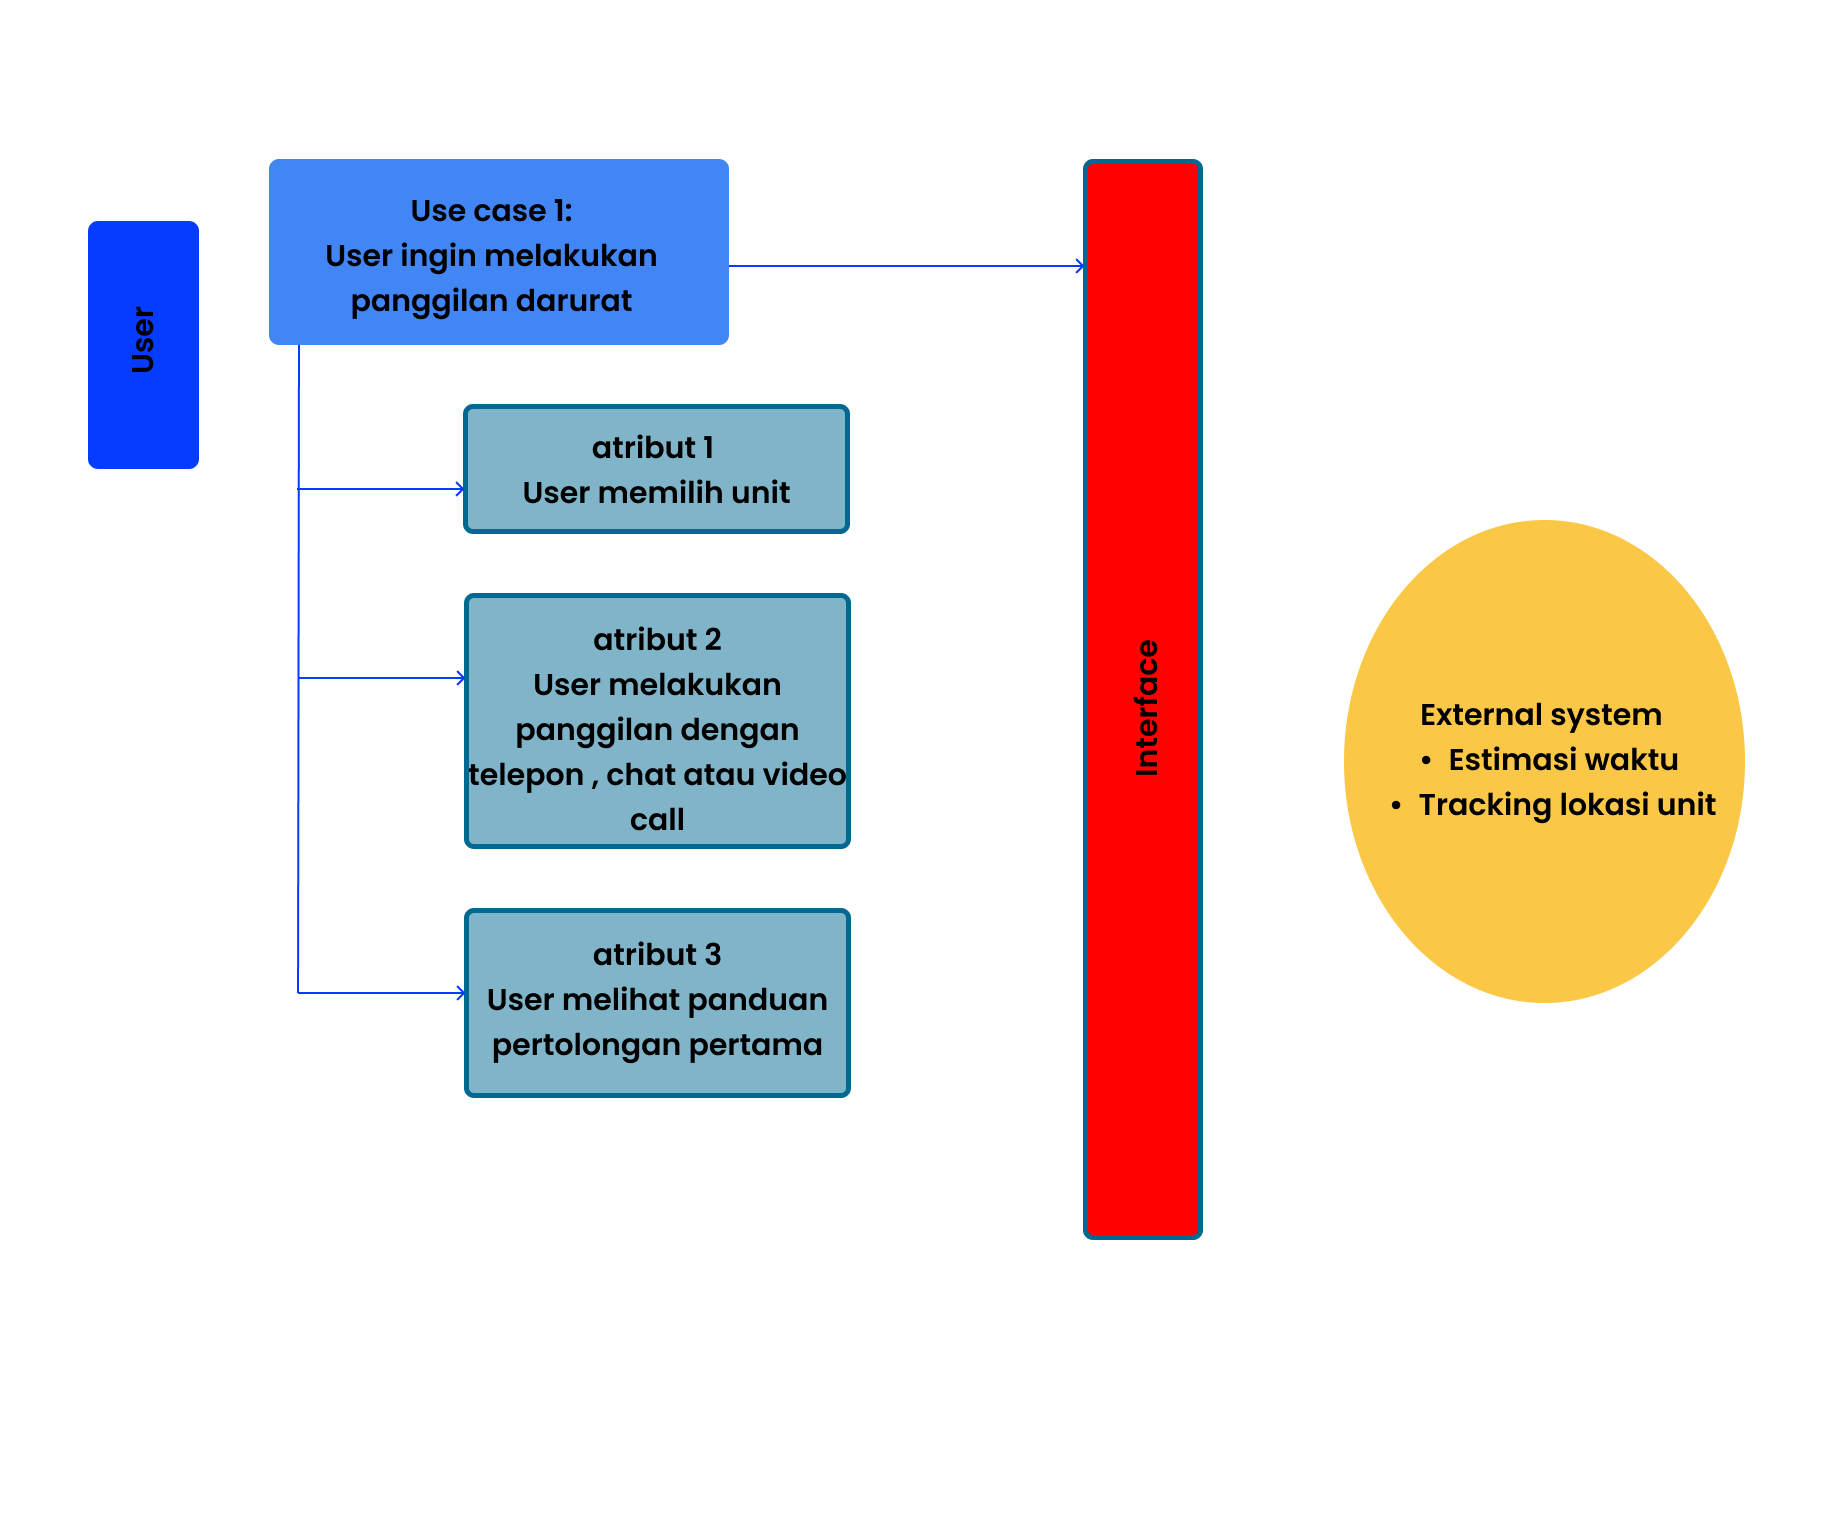 User
Use case 1:
User ingin melakukan
panggilan darurat
atribut 1
User memilih unit
atribut 2
User melakukan
panggilan dengan
telepon , chat atau video
call
atribut 3
User melihat panduan
pertolongan pertama
Interface
External system
• Estimasi waktu
• Tracking lokasi unit